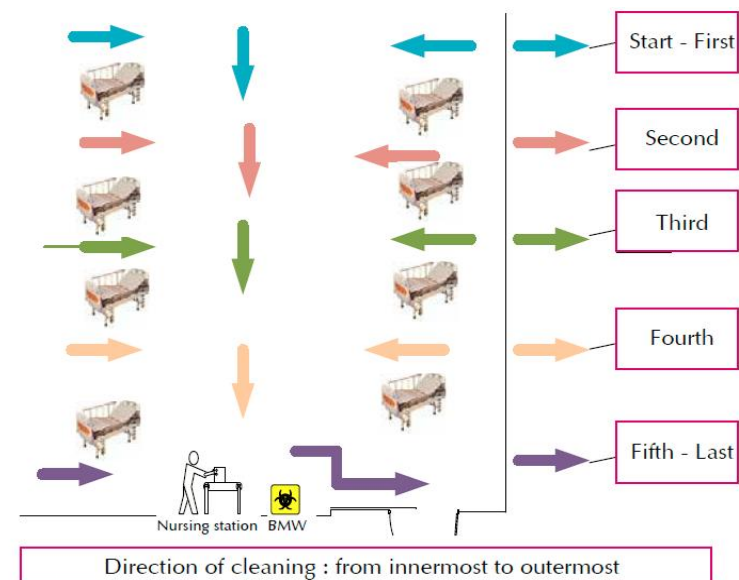 Start - First
Second
Third
Fourth
Fifth - Last
Nursing station BMW
Direction of cleaning : from innermost to outermost